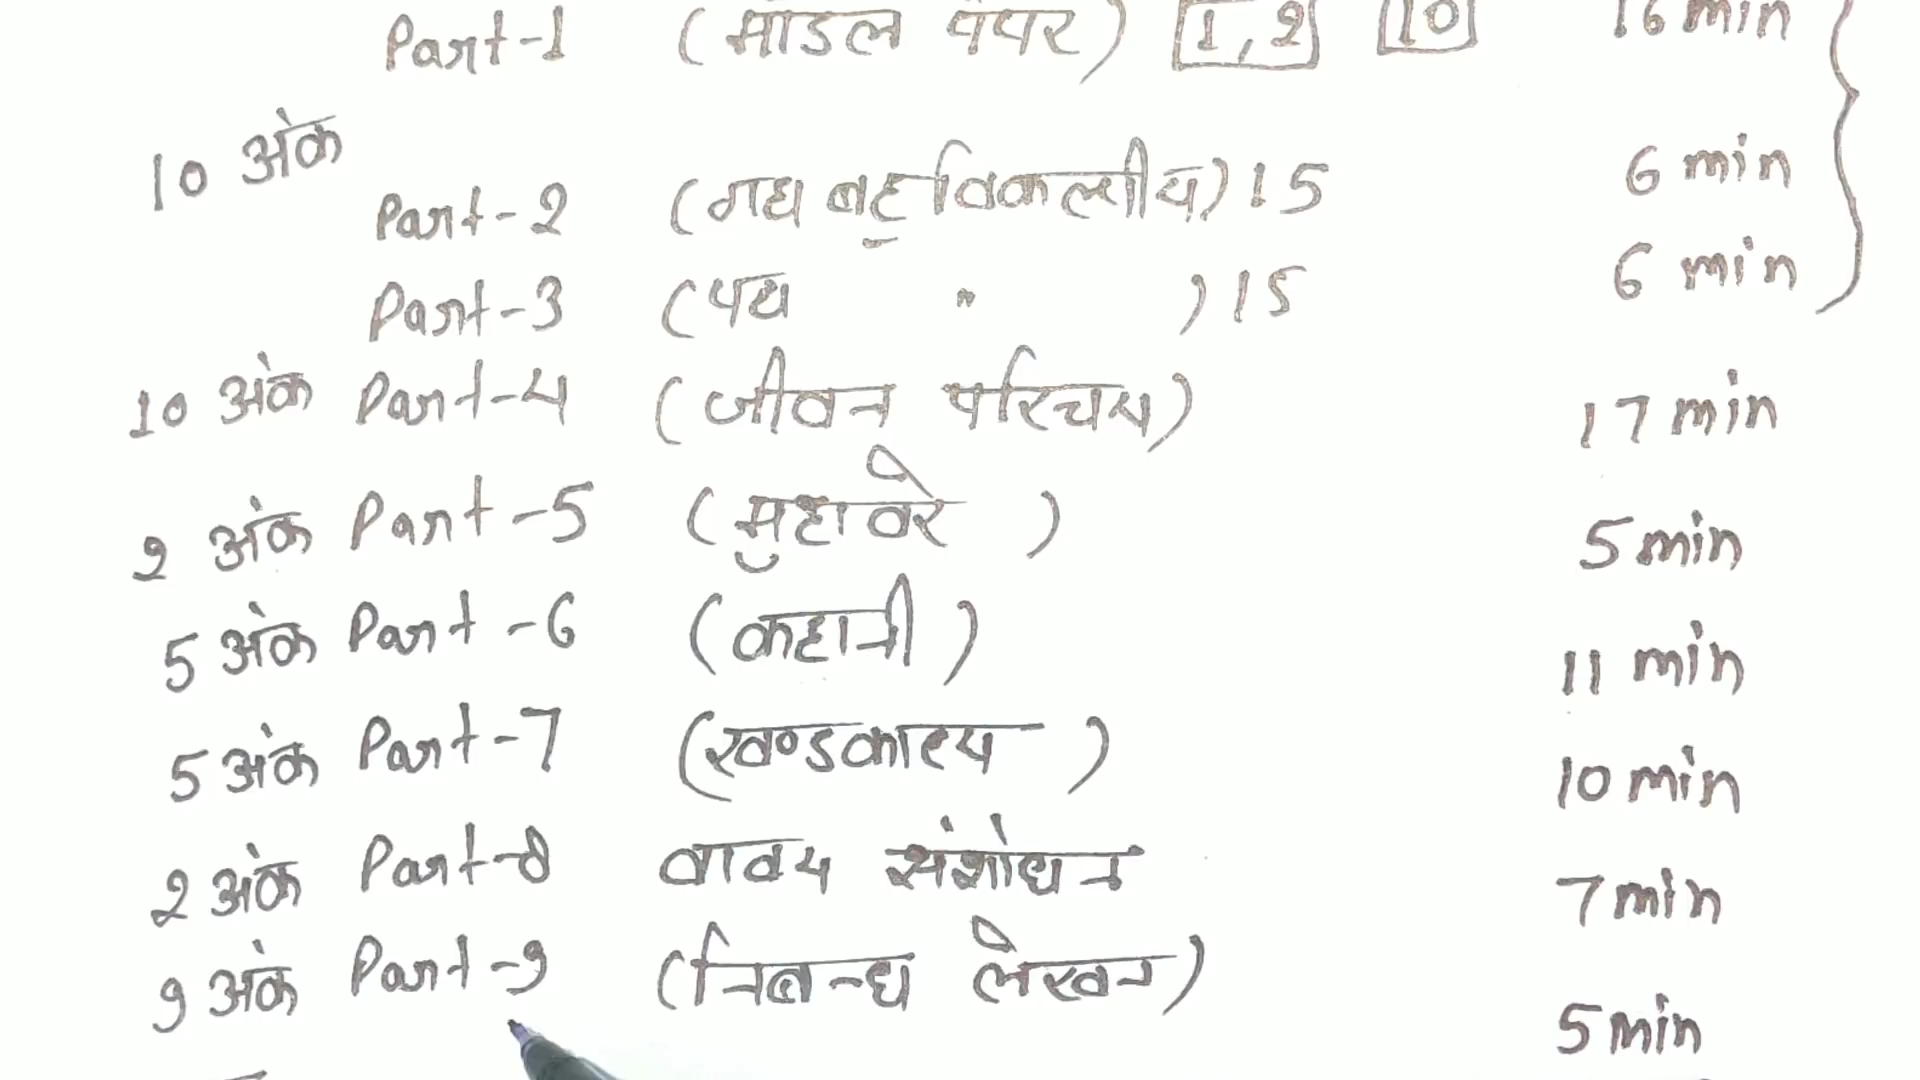 Part-1 (मॉडल पेपर) 1,2 10 16 min
10 अंक
Part-2 (गद्य बहुविकल्पीय) 15 6 min
Part-3 (पद्य " ) 15 6 min
10 अंक Part-4 (जीवन परिचय) 17 min
2 अंक Part-5 (मुहावरे) 5 min
5 अंक Part-6 (कहानी) 11 min
5 अंक Part-7 (खण्डकाव्य) 10 min
2 अंक Part-8 वाक्य संशोधन 7 min
9 अंक Part-9 (निबन्ध लेखन) 5 min